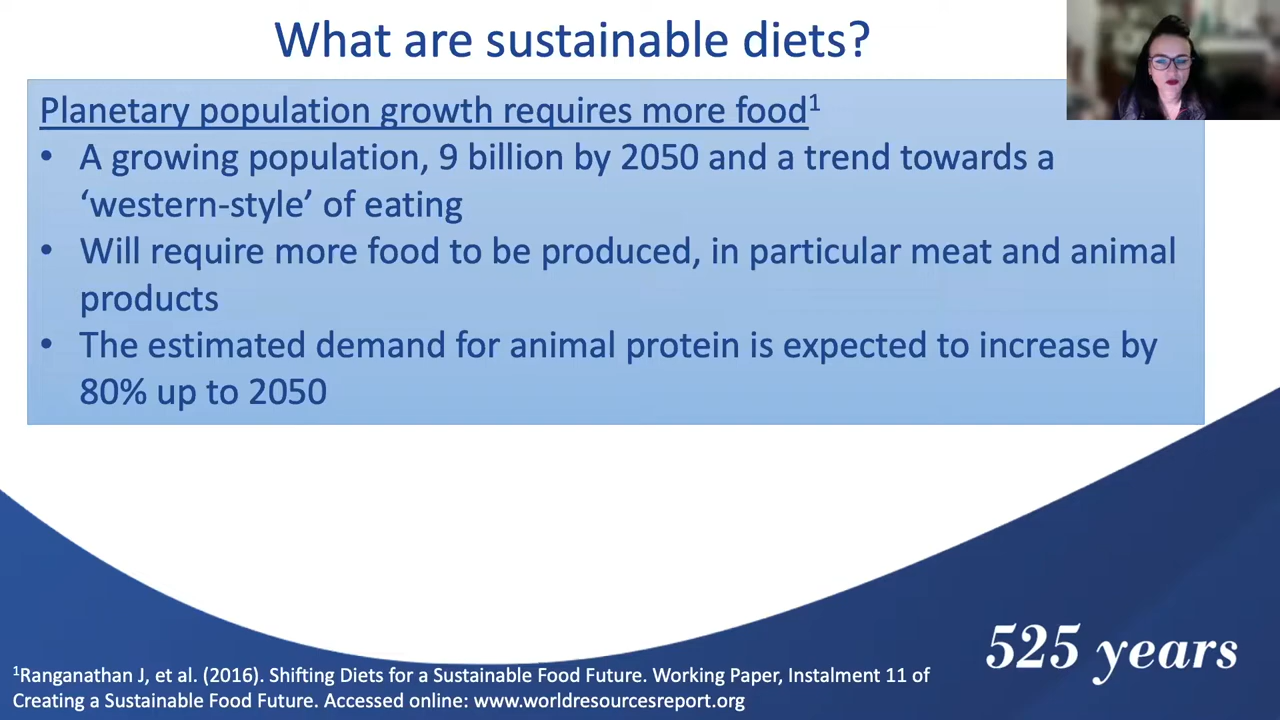 What are sustainable diets?
Planetary population growth requires more food¹
• A growing population, 9 billion by 2050 and a trend towards a
‘western-style’ of eating
• Will require more food to be produced, in particular meat and animal
products
• The estimated demand for animal protein is expected to increase by
80% up to 2050
525 years
¹Ranganathan J, et al. (2016). Shifting Diets for a Sustainable Food Future. Working Paper, Instalment 11 of
Creating a Sustainable Food Future. Accessed online: www.worldresourcesreport.org